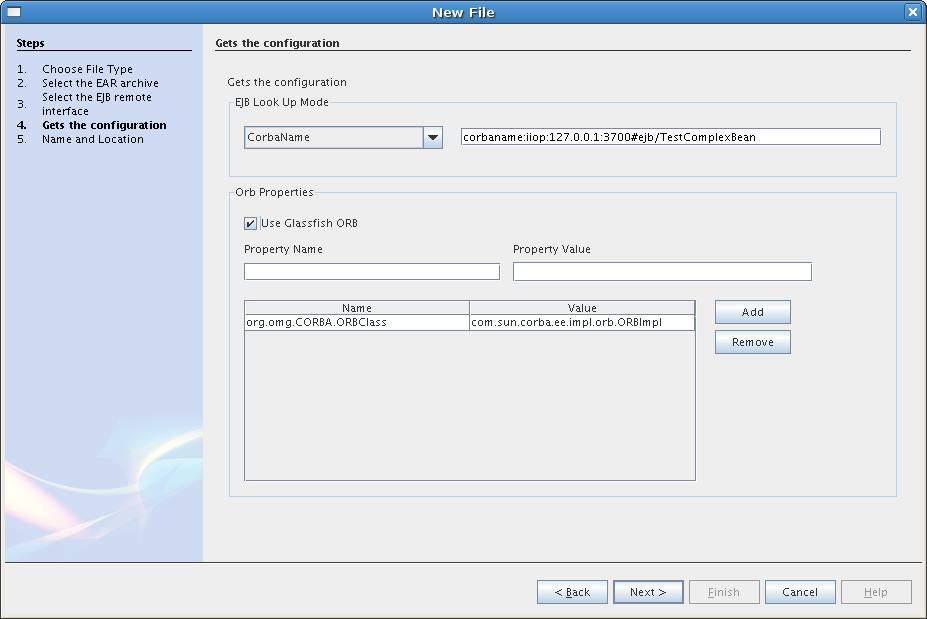 New File
Steps
1. Choose File Type
2. Select the EAR archive
3. Select the EJB remote
interface
4. Gets the configuration
5. Name and Location
Gets the configuration
Gets the configuration
EJB Look Up Mode
CorbaName corbaname:iiop:127.0.0.1:3700#ejb/TestComplexBean
Orb Properties
Use Glassfish ORB
Property Name Property Value
Name Value
org.omg.CORBA.ORBClass com.sun.corba.ee.impl.orb.ORBImpl
Add
Remove
< Back Next > Finish Cancel Help